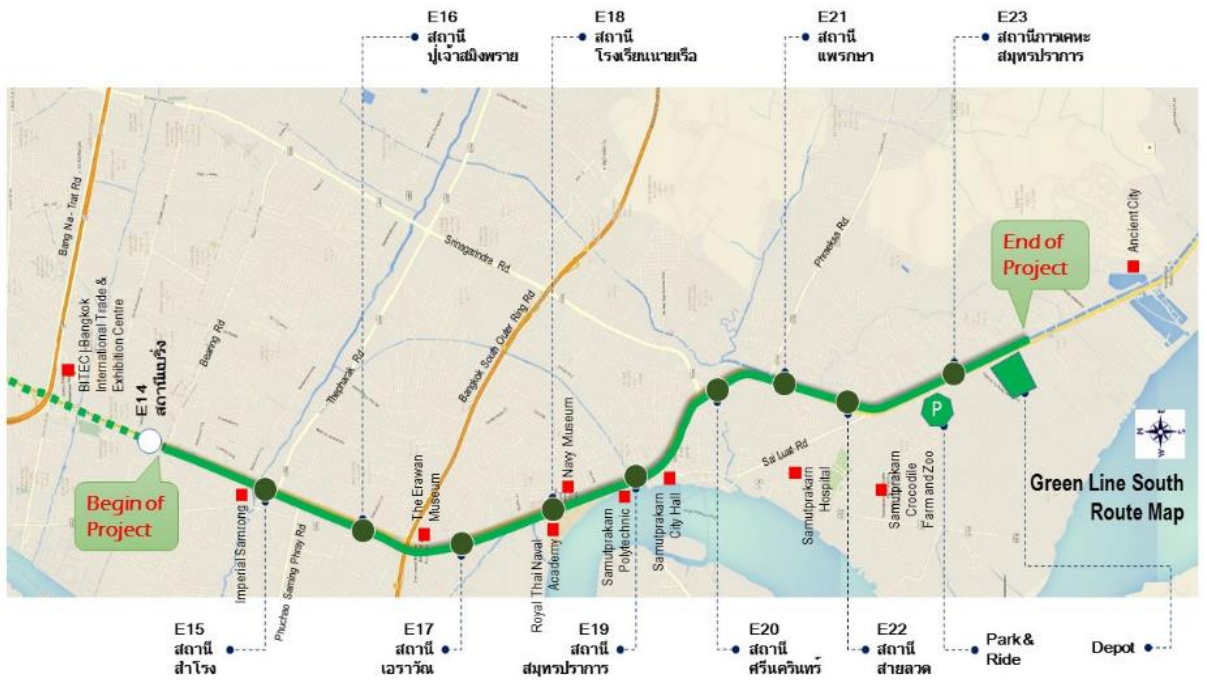 E16
สถานี
ปู่เจ้าสมิงพราย
E18
สถานี
โรงเรียนนายเรือ
E21
สถานี
แพรกษา
E23
สถานีการเคหะ
สมุทรปราการ
Bang Na - Trat Rd
BITEC | Bangkok
International Trade &
Exhibition Centre
E14
สถานีแบริ่ง
Bearing Rd
Begin of
Project
Imperial Samrong
Thepharak Rd
Phuchao Saming Phray Rd
The Erawan
Museum
Srinagarindra Rd
Bangkok South Outer Ring Rd
Royal Thai Naval
Academy
Navy Museum
Samutprakarn
Polytechnic
Samutprakarn
City Hall
Sai Luat Rd
Phraeksa Rd
Samutprakarn
Hospital
Samutprakarn
Crocodile
Farm and Zoo
P
End of
Project
Ancient City
N
E
S
W
Green Line South
Route Map
E15
สถานี
สำโรง
E17
สถานี
เอราวัณ
E19
สถานี
สมุทรปราการ
E20
สถานี
ศรีนครินทร์
E22
สถานี
สายลวด
Park &
Ride
Depot